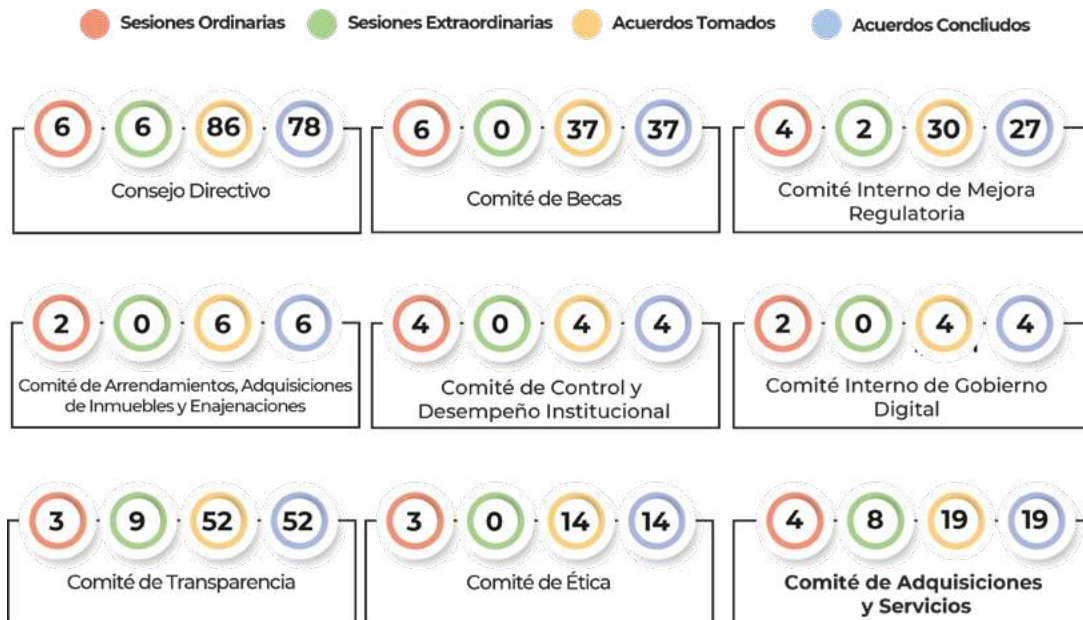 Sesiones Ordinarias Sesiones Extraordinarias Acuerdos Tomados Acuerdos Concliudos
6 6 86 78
Consejo Directivo
6 0 37 37
Comité de Becas
4 2 30 27
Comité Interno de Mejora
Regulatoria
2 0 6 6
Comité de Arrendamientos, Adquisiciones
de Inmuebles y Enajenaciones
4 0 4 4
Comité de Control y
Desempeño Institucional
2 0 4 4
Comité Interno de Gobierno
Digital
3 9 52 52
Comité de Transparencia
3 0 14 14
Comité de Ética
4 8 19 19
Comité de Adquisiciones
y Servicios